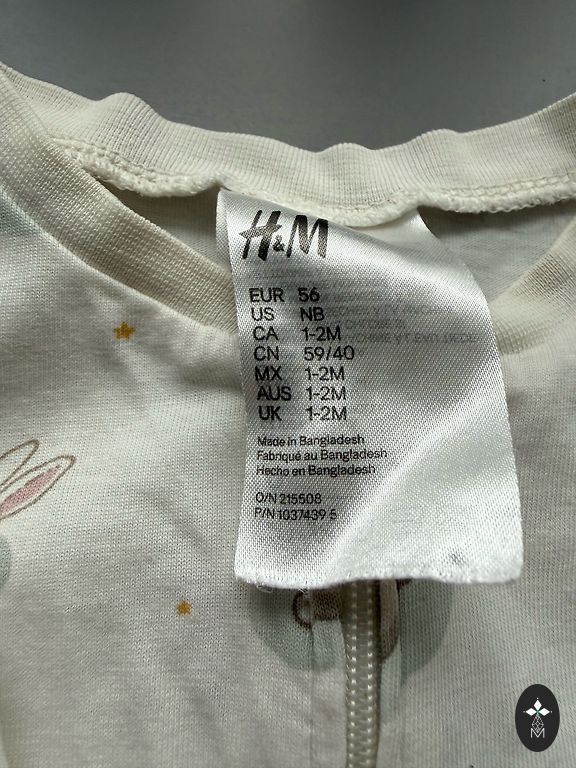 H&M
EUR 56
US NB
CA 1-2M
CN 59/40
MX 1-2M
AUS 1-2M
UK 1-2M
Made in Bangladesh
Fabriqué au Bangladesh
Hecho en Bangladesh
O/N 215508
P/N 1037439 5
M